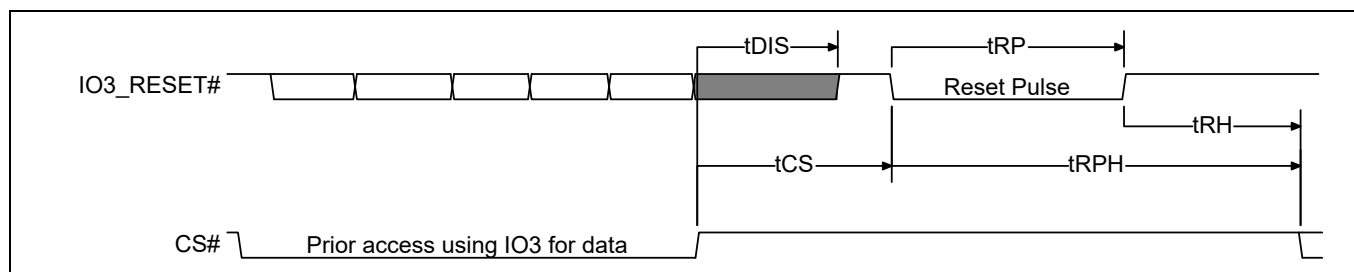 tDIS tRP
IO3_RESET# Reset Pulse
tRH
tCS tRPH
CS# Prior access using IO3 for data